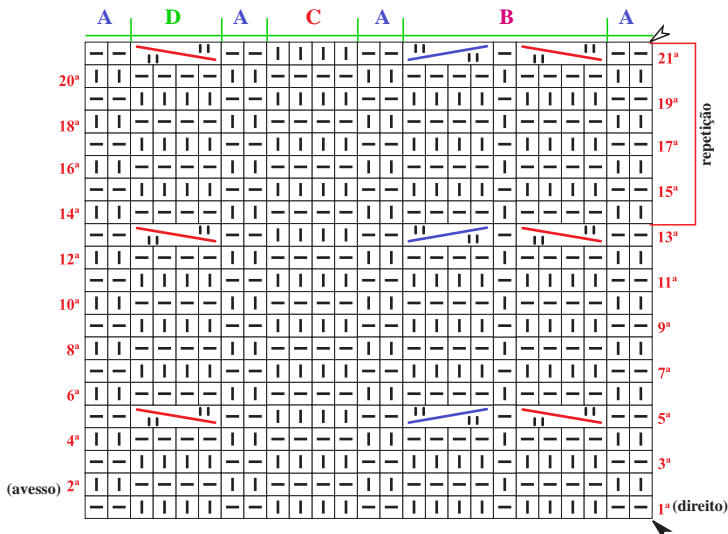 A D A C A B A
21ª
20ª
19ª
18ª
17ª
16ª
15ª
14ª
13ª
12ª
11ª
10ª
9ª
8ª
7ª
6ª
5ª
4ª
3ª
(avesso) 2ª
1ª (direito)
repetição